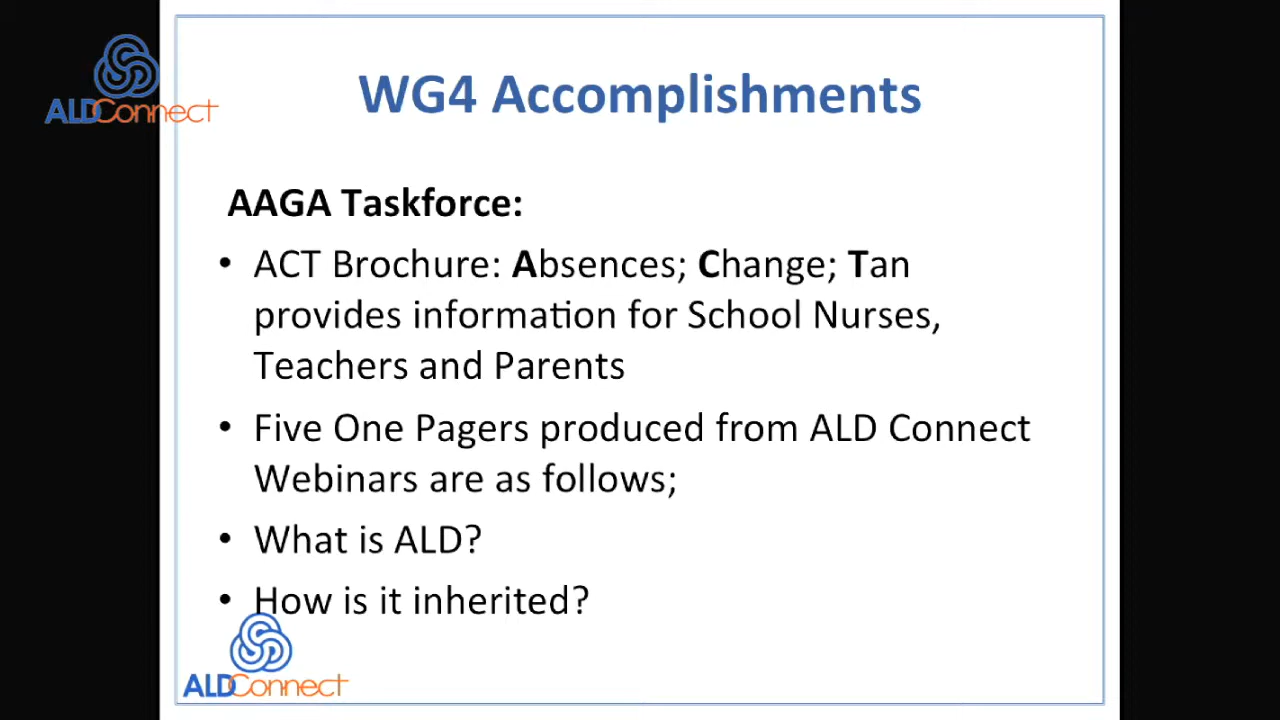 ALDConnect
WG4 Accomplishments
AAGA Taskforce:
• ACT Brochure: Absences; Change; Tan
provides information for School Nurses,
Teachers and Parents
• Five One Pagers produced from ALD Connect
Webinars are as follows;
• What is ALD?
• How is it inherited?
ALDConnect